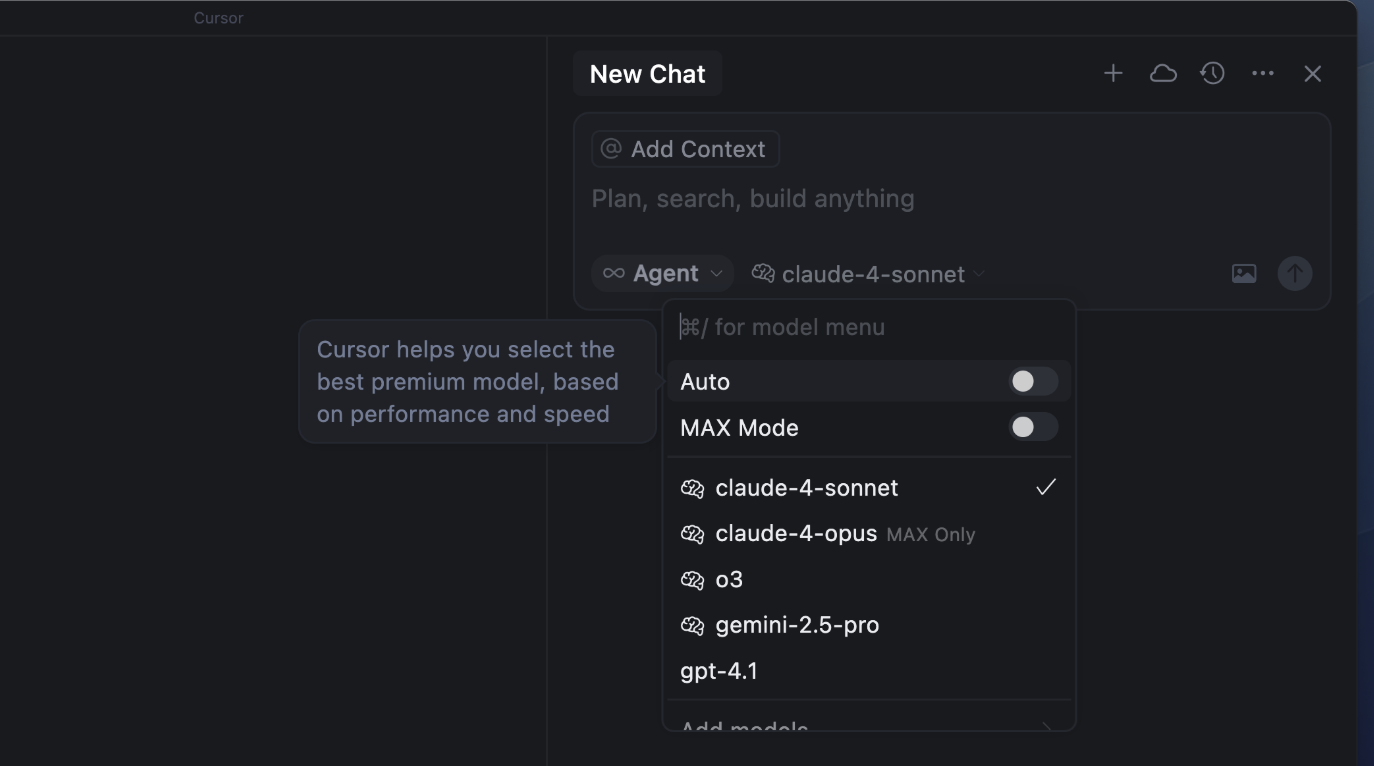 Cursor
New Chat
@ Add Context
Plan, search, build anything
Agent
claude-4-sonnet
⌘/ for model menu
Cursor helps you select the
best premium model, based
on performance and speed
Auto
MAX Mode
claude-4-sonnet
claude-4-opus MAX Only
o3
gemini-2.5-pro
gpt-4.1
Add models